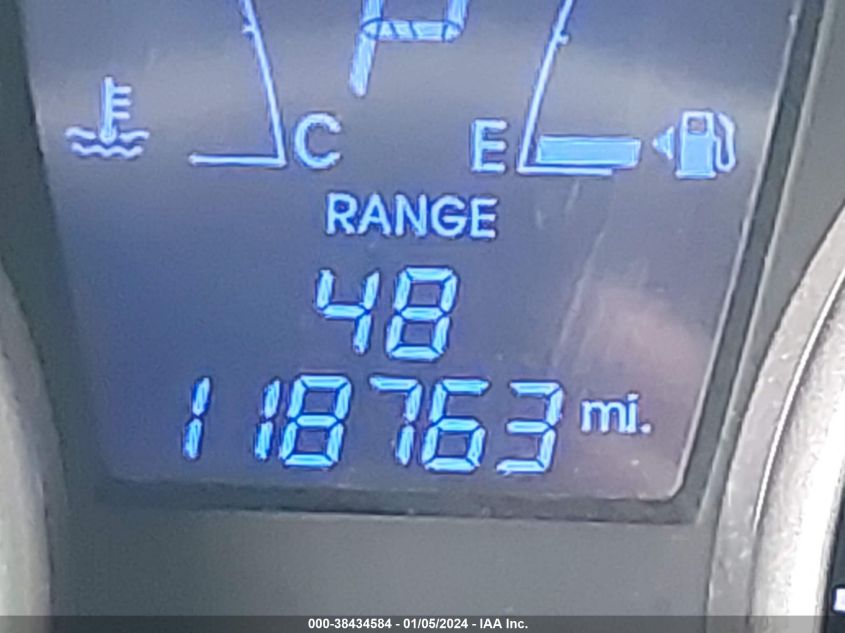 P
C E
RANGE
48
118763 mi.
000-38434584 - 01/05/2024 - IAA Inc.